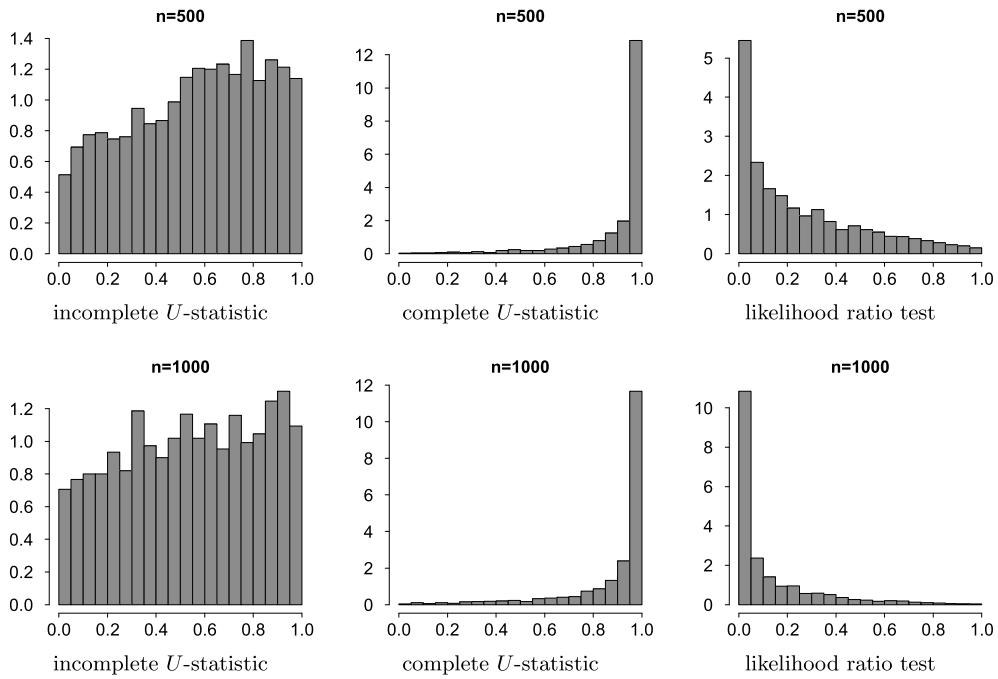 n=500
1.4
1.2
1.0
0.8
0.6
0.4
0.2
0.0
0.0 0.2 0.4 0.6 0.8 1.0
incomplete U-statistic
n=500
12
10
8
6
4
2
0
0.0 0.2 0.4 0.6 0.8 1.0
complete U-statistic
n=500
5
4
3
2
1
0
0.0 0.2 0.4 0.6 0.8 1.0
likelihood ratio test
n=1000
1.2
1.0
0.8
0.6
0.4
0.2
0.0
0.0 0.2 0.4 0.6 0.8 1.0
incomplete U-statistic
n=1000
12
10
8
6
4
2
0
0.0 0.2 0.4 0.6 0.8 1.0
complete U-statistic
n=1000
10
8
6
4
2
0
0.0 0.2 0.4 0.6 0.8 1.0
likelihood ratio test